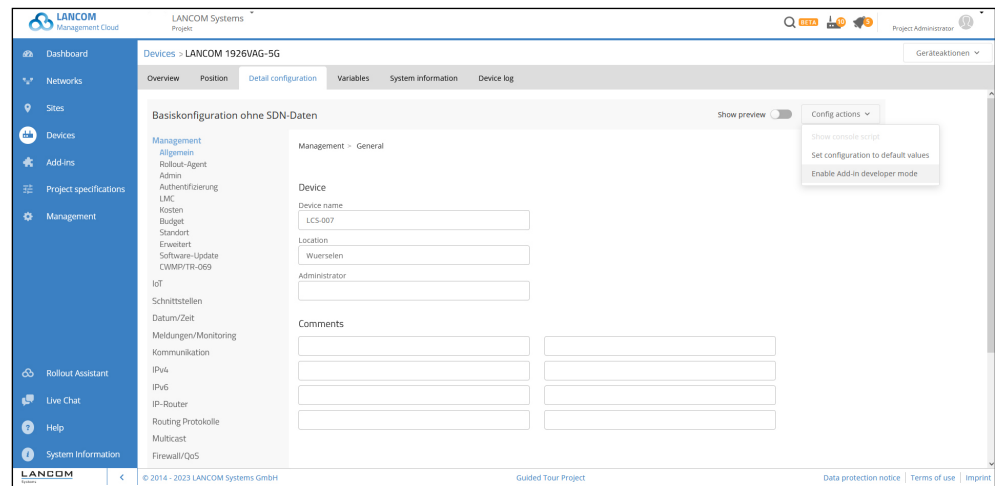 LANCOM
Management Cloud
LANCOM Systems
Projekt
BETA
Project Administrator
Dashboard
Networks
Sites
Devices
Add-ins
Project specifications
Management
Rollout Assistant
Live Chat
Help
System Information
LANCOM
Systems
Devices > LANCOM 1926VAG-5G
Geräteaktionen
Overview Position Detail configuration Variables System information Device log
Basiskonfiguration ohne SDN-Daten
Show preview
Config actions
Show console script
Set configuration to default values
Enable Add-in developer mode
Management
Allgemein
Rollout-Agent
Admin
Authentifizierung
LMC
Kosten
Budget
Standort
Erweitert
Software-Update
CWMP/TR-069
IoT
Schnittstellen
Datum/Zeit
Meldungen/Monitoring
Kommunikation
IPv4
IPv6
IP-Router
Routing Protokolle
Multicast
Firewall/QoS
Management > General
Device
Device name
LCS-007
Location
Wuerselen
Administrator
Comments
© 2014 - 2023 LANCOM Systems GmbH
Guided Tour Project
Data protection notice | Terms of use | Imprint